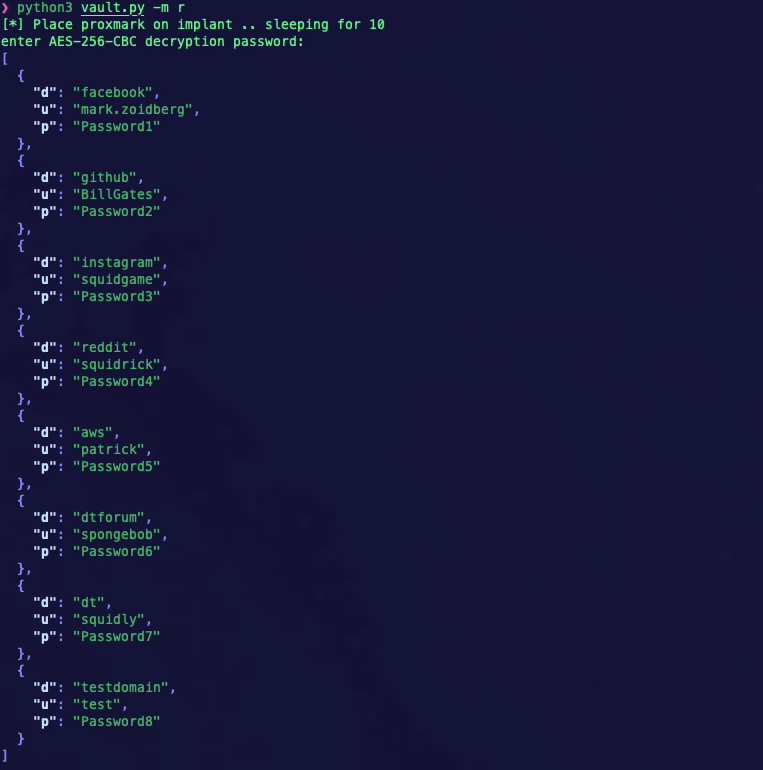 ❯ python3 vault.py -m r
[*] Place proxmark on implant .. sleeping for 10
enter AES-256-CBC decryption password:
[
  {
    "d": "facebook",
    "u": "mark.zoidberg",
    "p": "Password1"
  },
  {
    "d": "github",
    "u": "BillGates",
    "p": "Password2"
  },
  {
    "d": "instagram",
    "u": "squidgame",
    "p": "Password3"
  },
  {
    "d": "reddit",
    "u": "squidrick",
    "p": "Password4"
  },
  {
    "d": "aws",
    "u": "patrick",
    "p": "Password5"
  },
  {
    "d": "dtforum",
    "u": "spongebob",
    "p": "Password6"
  },
  {
    "d": "dt",
    "u": "squidly",
    "p": "Password7"
  },
  {
    "d": "testdomain",
    "u": "test",
    "p": "Password8"
  }
]